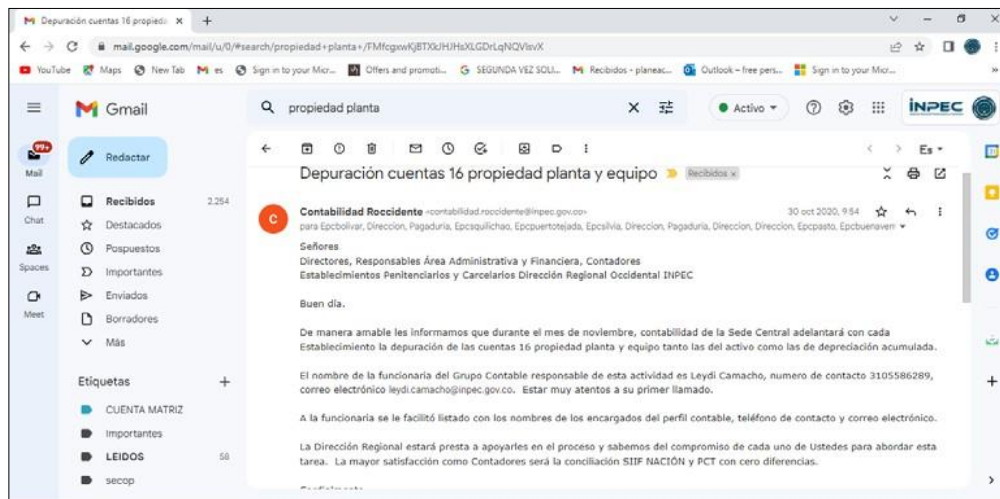 Depuración cuentas 16 propieda
mail.google.com/mail/u/0/#search/propiedad+planta+/FMfcgxwKjBTXkJHJHsXLGDrLqNQVlsvX
YouTube Maps New Tab M es Sign in to your Micr... Offers and promoti... SEGUNDA VEZ SOLI... Recibidos - planeac... Outlook – free pers... Sign in to your Micr...
Gmail
propiedad planta
Activo
INPEC
99+
Mail
Chat
Spaces
Meet
Redactar
Recibidos 2.254
Destacados
Pospuestos
Importantes
Enviados
Borradores
Más
Etiquetas
CUENTA MATRIZ
Importantes
LEIDOS 58
secop
Es
Depuración cuentas 16 propiedad planta y equipo Recibidos x
C
Contabilidad Roccidente <contabilidad.roccidente@inpec.gov.co> 30 oct 2020, 9:54
para Epcbolivar, Direccion, Pagaduria, Epcsquilichao, Epcpuertotejada, Epcsilvia, Direccion, Pagaduria, Direccion, Direccion, Epcpasto, Epcbuenaven
Señores
Directores, Responsables Área Administrativa y Financiera, Contadores
Establecimientos Penitenciarios y Carcelarios Dirección Regional Occidental INPEC
Buen día.
De manera amable les informamos que durante el mes de noviembre, contabilidad de la Sede Central adelantará con cada
Establecimiento la depuración de las cuentas 16 propiedad planta y equipo tanto las del activo como las de depreciación acumulada.
El nombre de la funcionaria del Grupo Contable responsable de esta actividad es Leydi Camacho, numero de contacto 3105586289,
correo electrónico leydi.camacho@inpec.gov.co. Estar muy atentos a su primer llamado.
A la funcionaria se le facilitó listado con los nombres de los encargados del perfil contable, teléfono de contacto y correo electrónico.
La Dirección Regional estará presta a apoyarles en el proceso y sabemos del compromiso de cada uno de Ustedes para abordar esta
tarea. La mayor satisfacción como Contadores será la conciliación SIIF NACIÓN y PCT con cero diferencias.